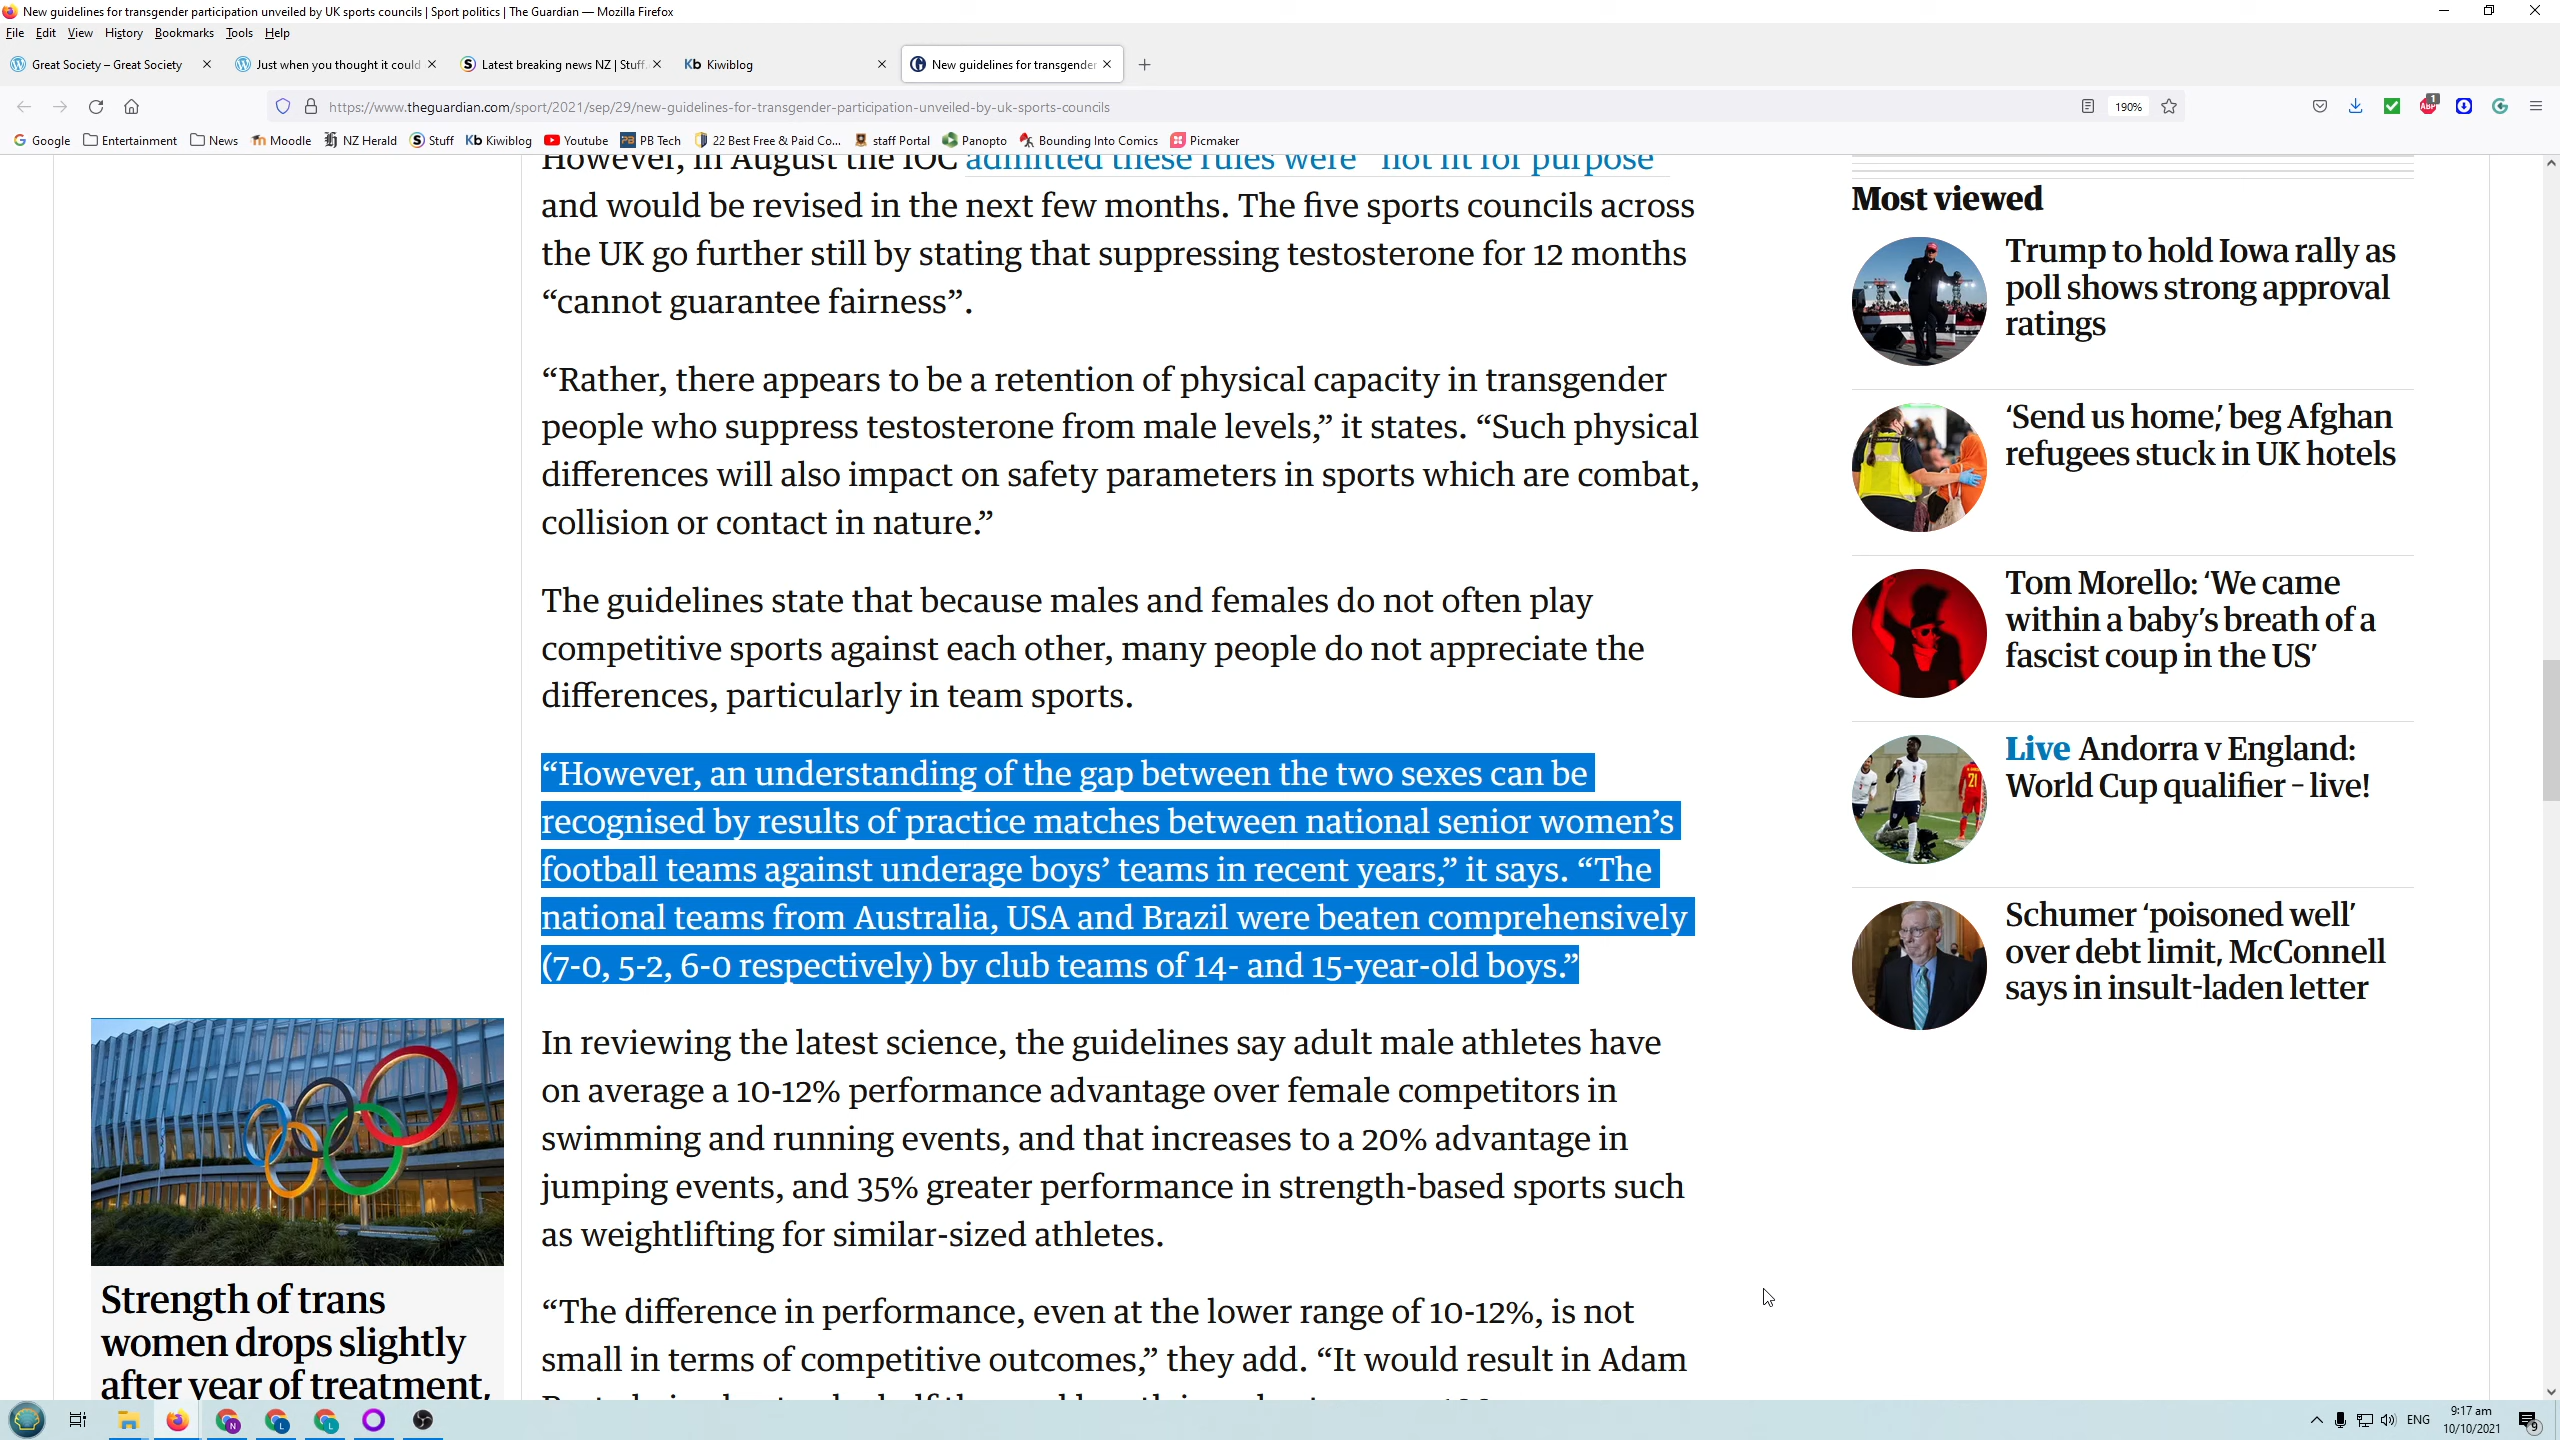 New guidelines for transgender participation unveiled by UK sports councils | Sport politics | The Guardian — Mozilla Firefox
File Edit View History Bookmarks Tools Help
Great Society – Great Society
Just when you thought it could
Latest breaking news NZ | Stuff.
Kb Kiwiblog
New guidelines for transgender
https://www.theguardian.com/sport/2021/sep/29/new-guidelines-for-transgender-participation-unveiled-by-uk-sports-councils
190%
ABP 1
Google Entertainment News Moodle NZ Herald Stuff Kb Kiwiblog Youtube PB Tech 22 Best Free & Paid Co... staff Portal Panopto Bounding Into Comics Picmaker
However, in August the IOC admitted these rules were “not fit for purpose”
and would be revised in the next few months. The five sports councils across
the UK go further still by stating that suppressing testosterone for 12 months
“cannot guarantee fairness”.
“Rather, there appears to be a retention of physical capacity in transgender
people who suppress testosterone from male levels,” it states. “Such physical
differences will also impact on safety parameters in sports which are combat,
collision or contact in nature.”
The guidelines state that because males and females do not often play
competitive sports against each other, many people do not appreciate the
differences, particularly in team sports.
“However, an understanding of the gap between the two sexes can be
recognised by results of practice matches between national senior women’s
football teams against underage boys’ teams in recent years,” it says. “The
national teams from Australia, USA and Brazil were beaten comprehensively
(7-0, 5-2, 6-0 respectively) by club teams of 14- and 15-year-old boys.”
In reviewing the latest science, the guidelines say adult male athletes have
on average a 10-12% performance advantage over female competitors in
swimming and running events, and that increases to a 20% advantage in
jumping events, and 35% greater performance in strength-based sports such
as weightlifting for similar-sized athletes.
“The difference in performance, even at the lower range of 10-12%, is not
small in terms of competitive outcomes,” they add. “It would result in Adam
Strength of trans
women drops slightly
after year of treatment,
Most viewed
Trump to hold Iowa rally as
poll shows strong approval
ratings
‘Send us home,’ beg Afghan
refugees stuck in UK hotels
Tom Morello: ‘We came
within a baby’s breath of a
fascist coup in the US’
Live Andorra v England:
World Cup qualifier – live!
Schumer ‘poisoned well’
over debt limit, McConnell
says in insult-laden letter
ENG
9:17 am
10/10/2021
9